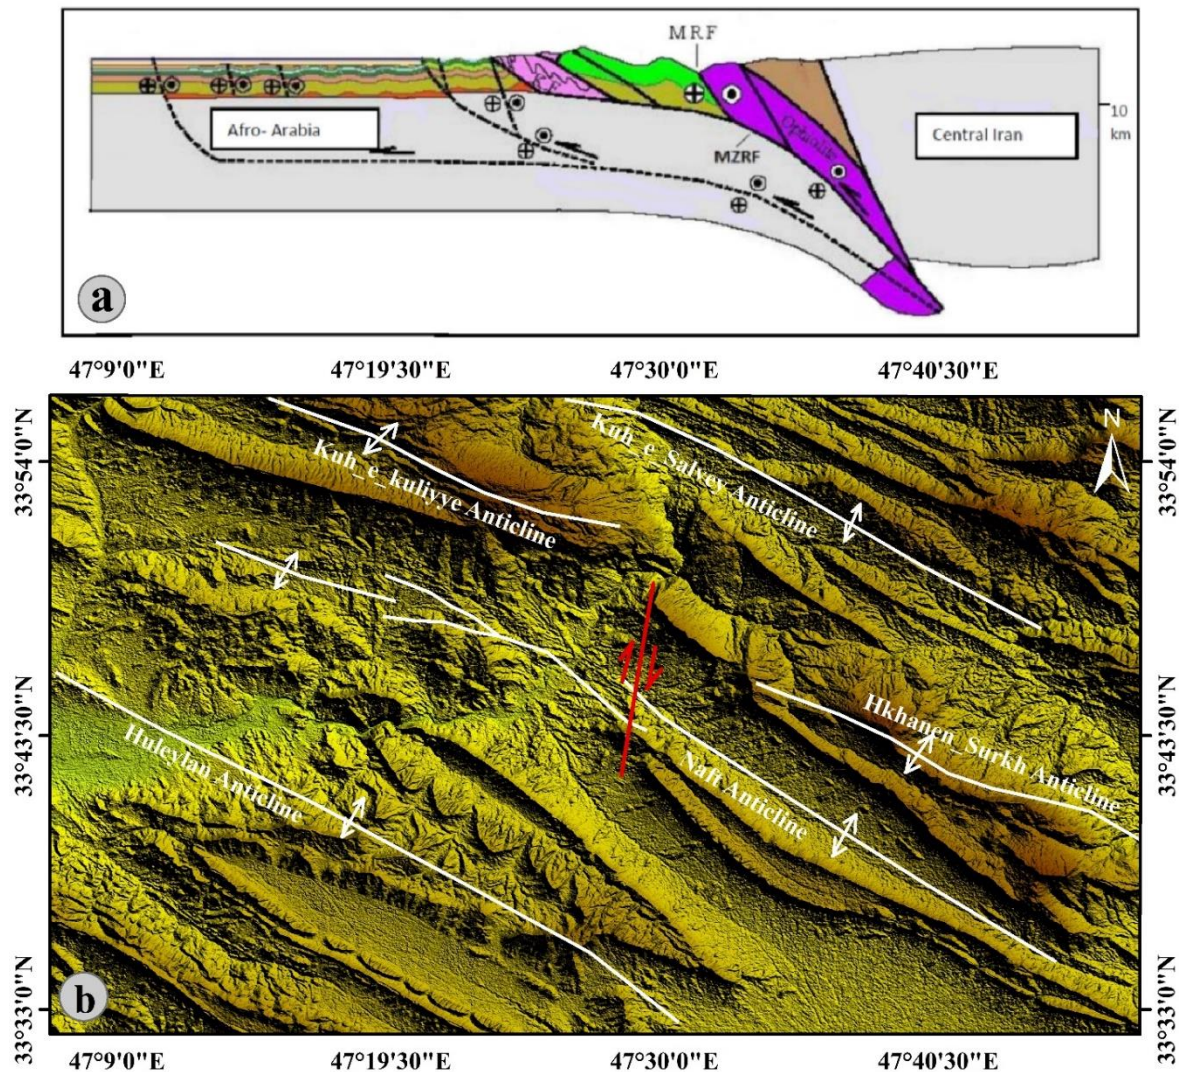 MRF
10
km
Afro- Arabia
Central Iran
Ophiolite
MZRF
a
47°9'0"E 47°19'30"E 47°30'0"E 47°40'30"E
N
33°54'0"N
33°54'0"N
Kuh_e_kuliyye Anticline
Kuh_e_Salvey Anticline
33°43'30"N
33°43'30"N
Huleylan Anticline
Naft Anticline
Hkhanen_Surkh Anticline
33°33'0"N
33°33'0"N
b
47°9'0"E 47°19'30"E 47°30'0"E 47°40'30"E